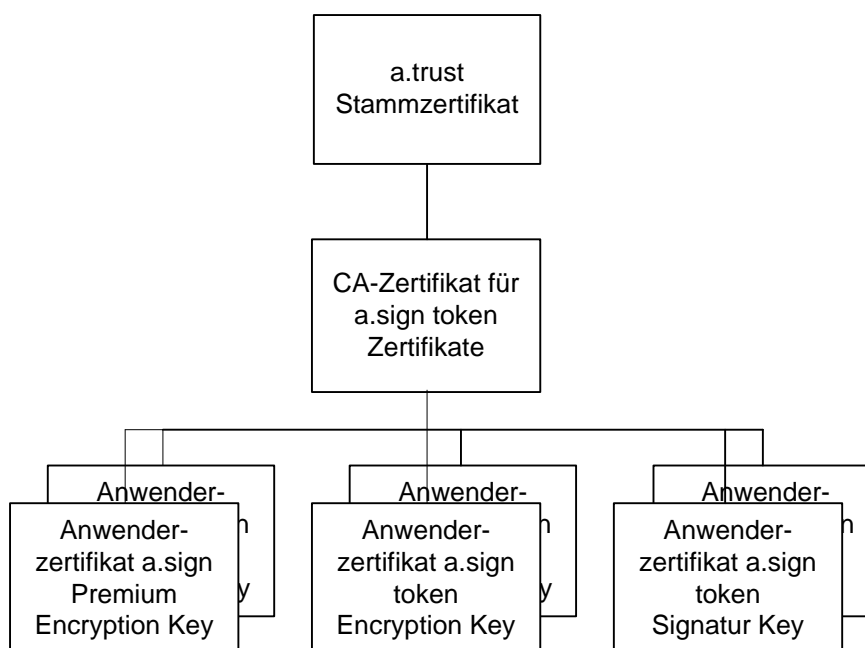 a.trust
Stammzertifikat
CA-Zertifikat für
a.sign token
Zertifikate
Anwender-
Anwender-
zertifikat a.sign
Premium
Encryption Key
Anwender-
Anwender-
zertifikat a.sign
token
Encryption Key
Anwender-
Anwender-
zertifikat a.sign
token
Signatur Key